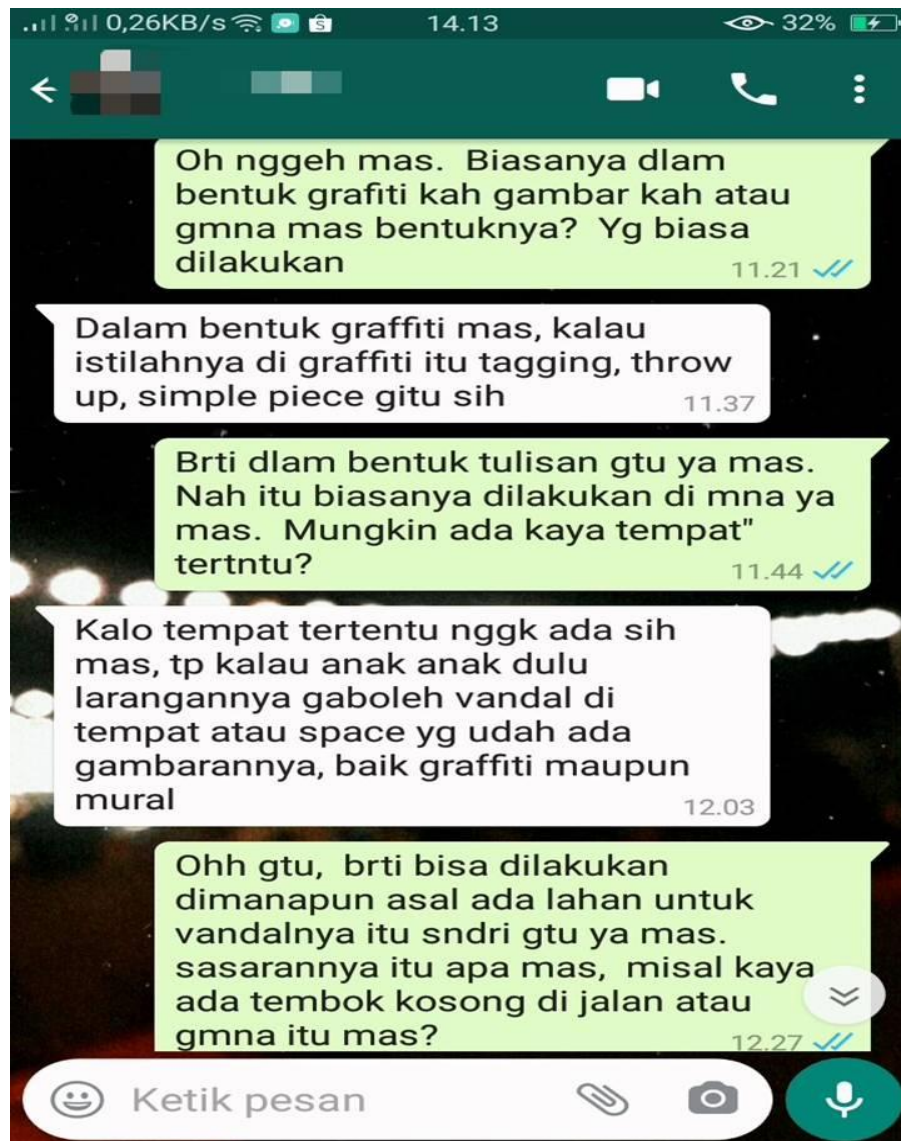 0,26KB/s 14.13 32%
Oh nggeh mas. Biasanya dlam
bentuk grafiti kah gambar kah atau
gmna mas bentuknya? Yg biasa
dilakukan
11.21
Dalam bentuk graffiti mas, kalau
istilahnya di graffiti itu tagging, throw
up, simple piece gitu sih
11.37
Brti dlam bentuk tulisan gtu ya mas.
Nah itu biasanya dilakukan di mna ya
mas. Mungkin ada kaya tempat"
tertntu?
11.44
Kalo tempat tertentu nggk ada sih
mas, tp kalau anak anak dulu
larangannya gaboleh vandal di
tempat atau space yg udah ada
gambarannya, baik graffiti maupun
mural
12.03
Ohh gtu, brti bisa dilakukan
dimanapun asal ada lahan untuk
vandalnya itu sndri gtu ya mas.
sasarannya itu apa mas, misal kaya
ada tembok kosong di jalan atau
gmna itu mas?
12.27
Ketik pesan